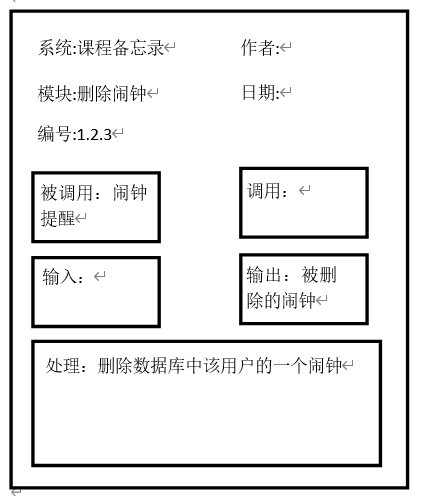 系统:课程备忘录
作者:
模块:删除闹钟
日期:
编号:1.2.3
被调用：闹钟
提醒
调用：
输入：
输出：被删
除的闹钟
处理：删除数据库中该用户的一个闹钟